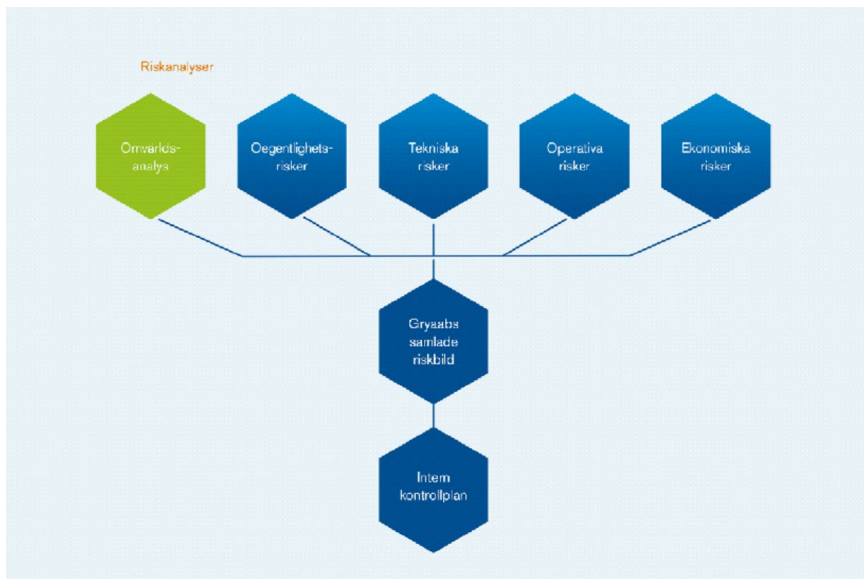 Riskanalyser
Omvärlds-
analys
Oegentlighets-
risker
Tekniska
risker
Operativa
risker
Ekonomiska
risker
Gryaabs
samlade
riskbild
Intern
kontrollplan